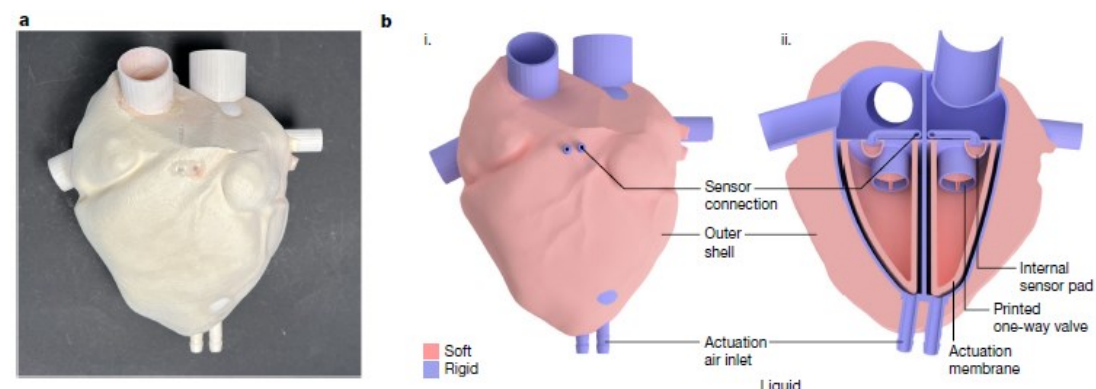 a
b
i.
ii.
Sensor
connection
Outer
shell
Internal
sensor pad
Printed
one-way valve
Actuation
membrane
Actuation
air inlet
Soft
Rigid
Liquid